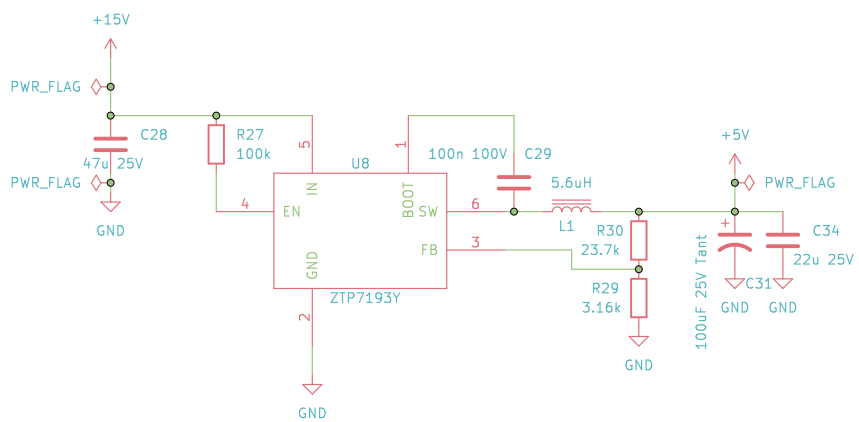 +15V
PWR_FLAG
C28
47u 25V
PWR_FLAG
GND
R27
100k
5
1
U8
4
EN
IN
BOOT
SW
6
FB
3
GND
ZTP7193Y
2
GND
C29
100n 100V
5.6uH
L1
R30
23.7k
R29
3.16k
GND
+5V
PWR_FLAG
+
C31
100uF 25V Tant
GND
C34
22u 25V
GND